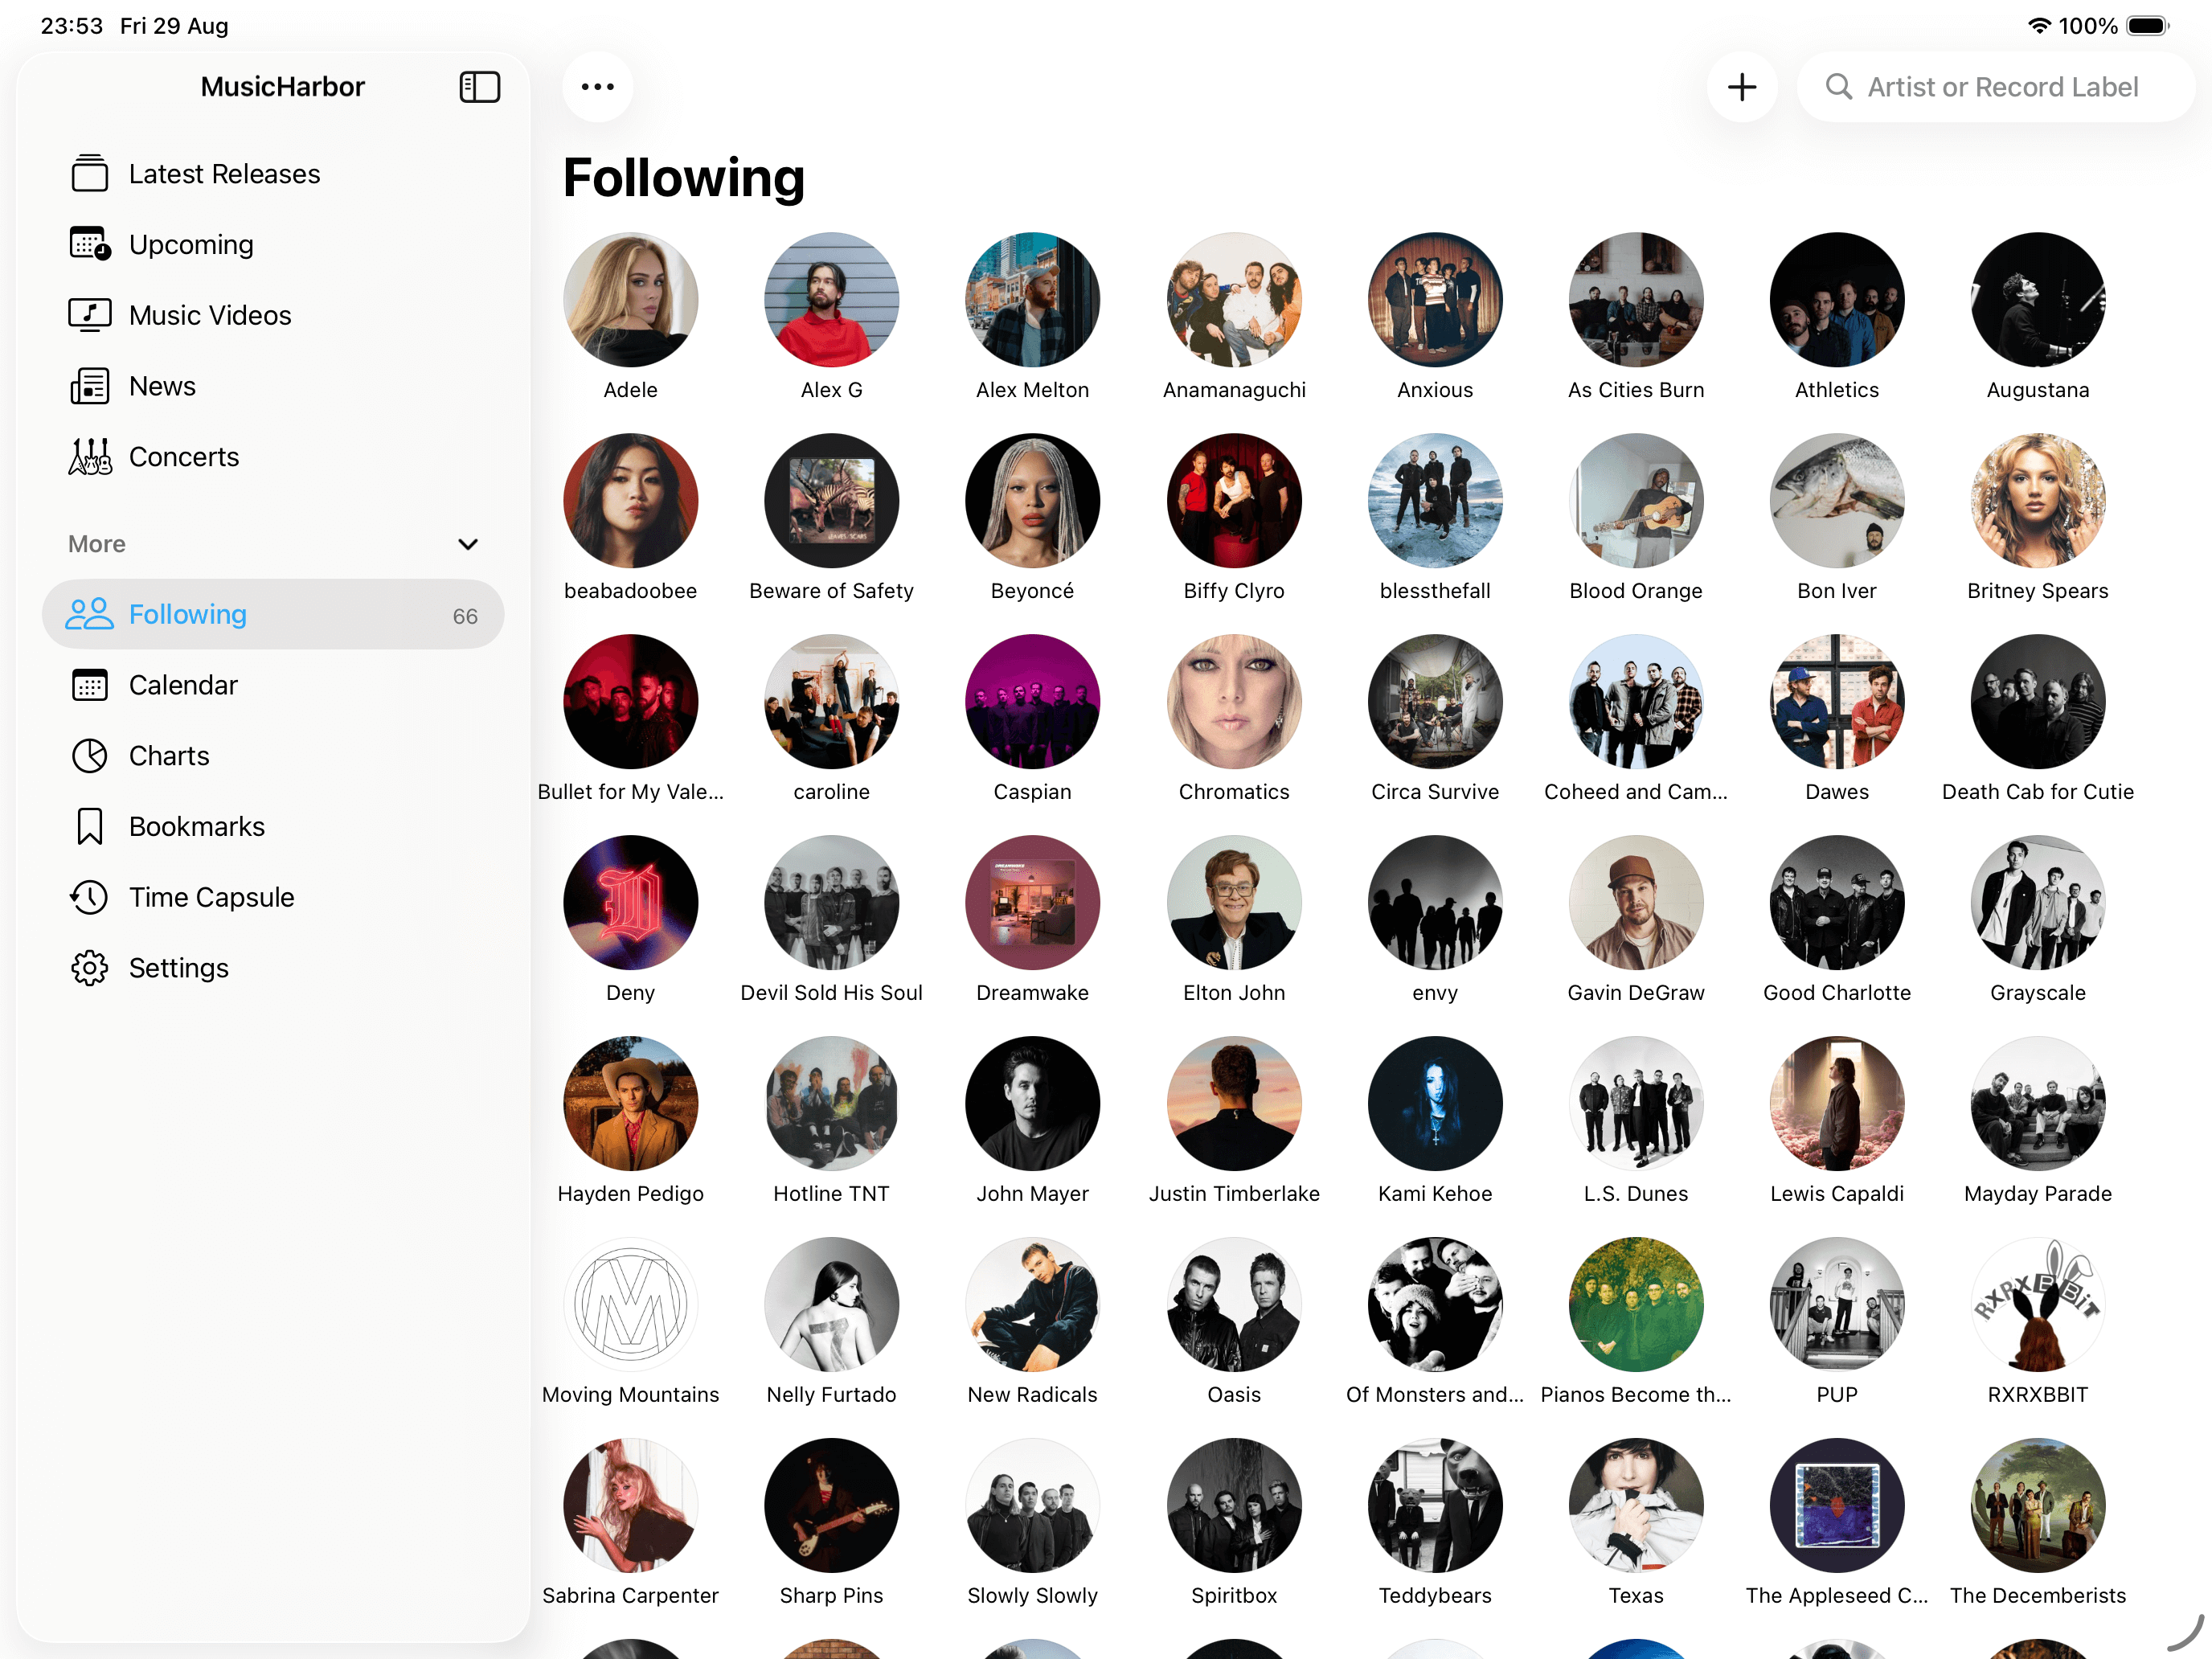 23:53 Fri 29 Aug
100%
MusicHarbor
Latest Releases
Upcoming
Music Videos
News
Concerts
More
Following 66
Calendar
Charts
Bookmarks
Time Capsule
Settings
Artist or Record Label
Following
Adele Alex G Alex Melton Anamanaguchi Anxious As Cities Burn Athletics Augustana
beabadoobee Beware of Safety Beyoncé Biffy Clyro blessthefall Blood Orange Bon Iver Britney Spears
Bullet for My Vale... caroline Caspian Chromatics Circa Survive Coheed and Cam... Dawes Death Cab for Cutie
Deny Devil Sold His Soul Dreamwake Elton John envy Gavin DeGraw Good Charlotte Grayscale
Hayden Pedigo Hotline TNT John Mayer Justin Timberlake Kami Kehoe L.S. Dunes Lewis Capaldi Mayday Parade
RXRXBBiT
Moving Mountains Nelly Furtado New Radicals Oasis Of Monsters and... Pianos Become th... PUP RXRXBBIT
Sabrina Carpenter Sharp Pins Slowly Slowly Spiritbox Teddybears Texas The Appleseed C... The Decemberists